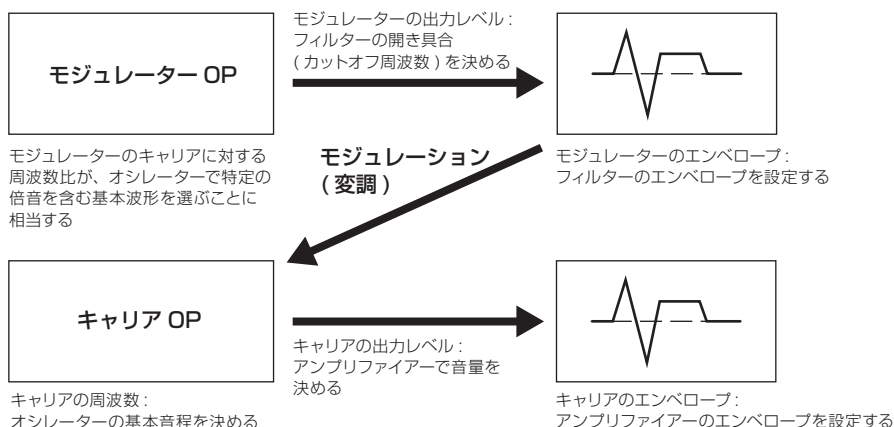 モジュレーターの出力レベル :
フィルターの開き具合
( カットオフ周波数 ) を決める
モジュレーター OP
モジュレーターのキャリアに対する
周波数比が、オシレーターで特定の
倍音を含む基本波形を選ぶことに
相当する
モジュレーション
( 変調 )
モジュレーターのエンベロープ :
フィルターのエンベロープを設定する
キャリア OP
キャリアの出力レベル :
アンプリファイアーで音量を
決める
キャリアの周波数 :
オシレーターの基本音程を決める
キャリアのエンベロープ :
アンプリファイアーのエンベロープを設定する